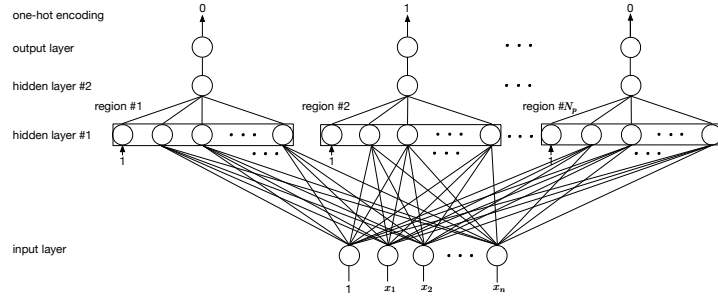 one-hot encoding 0 1 0
output layer . . .
hidden layer #2 . . .
region #1 region #2 region #N_p
hidden layer #1 . . . . . . . . . . . .
. . . . . . . . .
1 1 1
input layer . . .
1 x_1 x_2 x_n